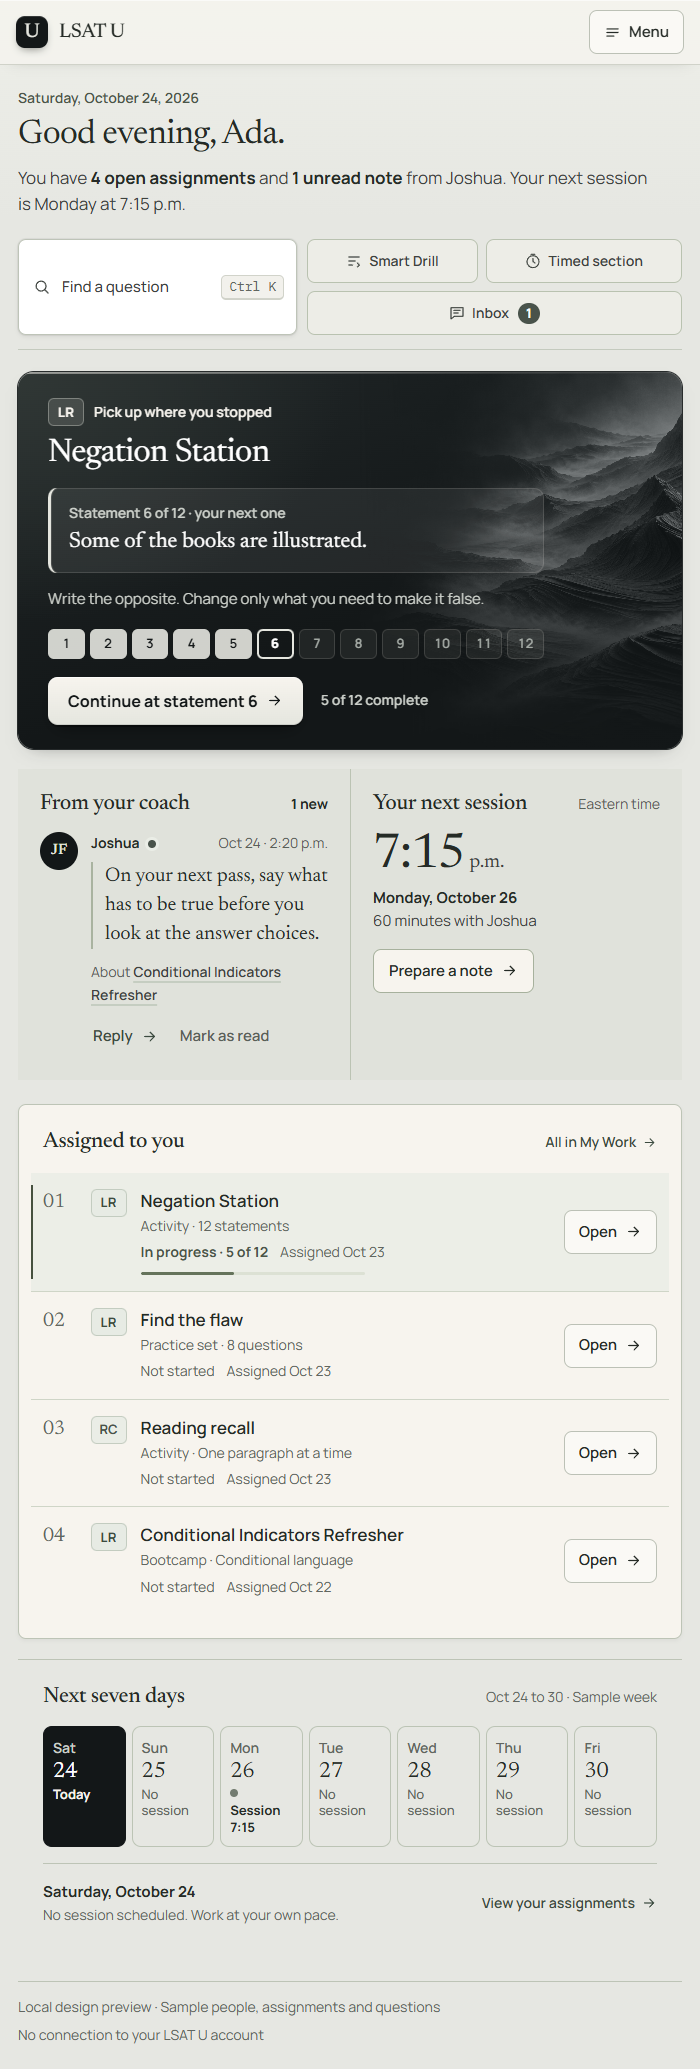 U LSAT U
Menu
Saturday, October 24, 2026
Good evening, Ada.
You have 4 open assignments and 1 unread note from Joshua. Your next session
is Monday at 7:15 p.m.
Find a question Ctrl K
Smart Drill
Timed section
Inbox 1
LR Pick up where you stopped
Negation Station
Statement 6 of 12 · your next one
Some of the books are illustrated.
Write the opposite. Change only what you need to make it false.
1 2 3 4 5 6 7 8 9 10 11 12
Continue at statement 6 →
5 of 12 complete
From your coach 1 new
JF Joshua Oct 24 · 2:20 p.m.
On your next pass, say what
has to be true before you
look at the answer choices.
About Conditional Indicators
Refresher
Reply → Mark as read
Your next session Eastern time
7:15 p.m.
Monday, October 26
60 minutes with Joshua
Prepare a note →
Assigned to you All in My Work →
01 LR Negation Station
Activity · 12 statements
In progress · 5 of 12 Assigned Oct 23
Open →
02 LR Find the flaw
Practice set · 8 questions
Not started Assigned Oct 23
Open →
03 RC Reading recall
Activity · One paragraph at a time
Not started Assigned Oct 23
Open →
04 LR Conditional Indicators Refresher
Bootcamp · Conditional language
Not started Assigned Oct 22
Open →
Next seven days Oct 24 to 30 · Sample week
Sat
24
Today
Sun
25
No
session
Mon
26
Session
7:15
Tue
27
No
session
Wed
28
No
session
Thu
29
No
session
Fri
30
No
session
Saturday, October 24
No session scheduled. Work at your own pace.
View your assignments →
Local design preview · Sample people, assignments and questions
No connection to your LSAT U account